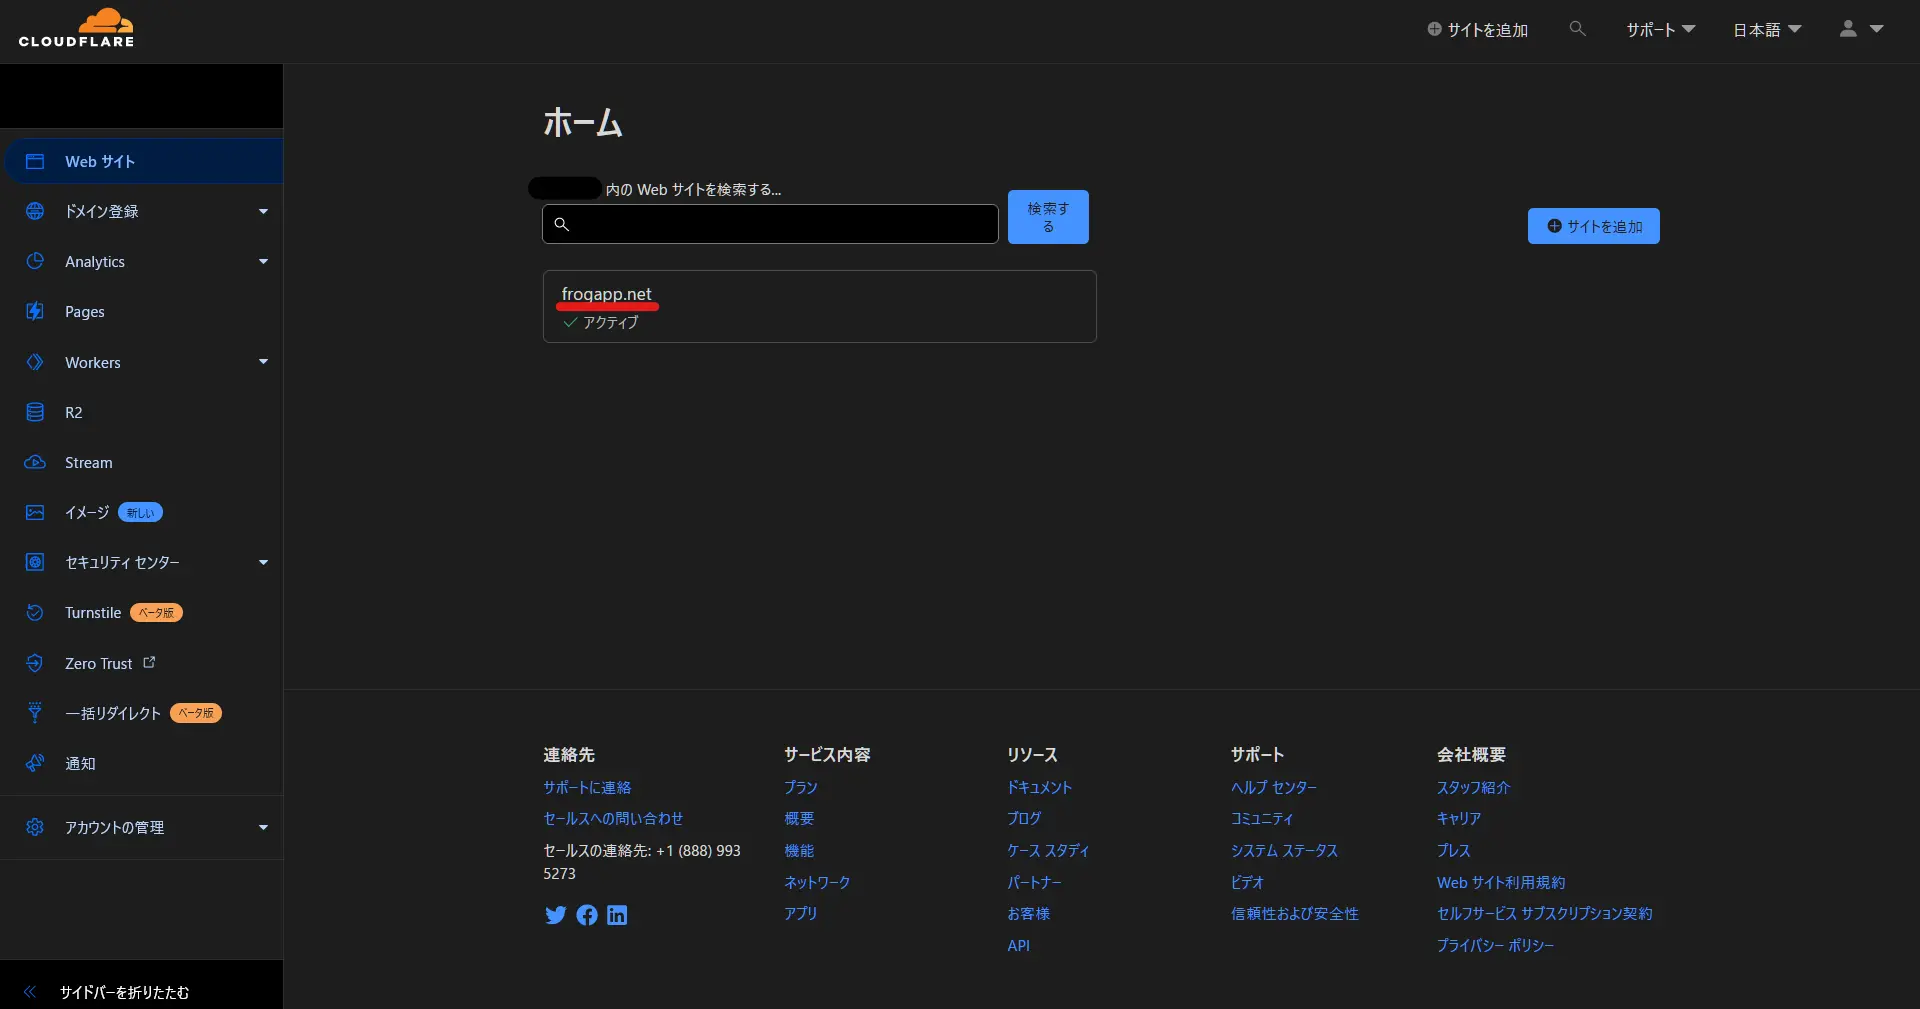 CLOUDFLARE
サイトを追加
サポート
日本語
Web サイト
ドメイン登録
Analytics
Pages
Workers
R2
Stream
イメージ 新しい
セキュリティ センター
Turnstile ベータ版
Zero Trust
一括リダイレクト ベータ版
通知
アカウントの管理
サイドバーを折りたたむ
ホーム
内の Web サイトを検索する...
検索す
る
サイトを追加
frogapp.net
アクティブ
連絡先
サポートに連絡
セールスへの問い合わせ
セールスの連絡先: +1 (888) 993
5273
サービス内容
プラン
概要
機能
ネットワーク
アプリ
リソース
ドキュメント
ブログ
ケース スタディ
パートナー
お客様
API
サポート
ヘルプ センター
コミュニティ
システム ステータス
ビデオ
信頼性および安全性
会社概要
スタッフ紹介
キャリア
プレス
Web サイト利用規約
セルフサービス サブスクリプション契約
プライバシー ポリシー